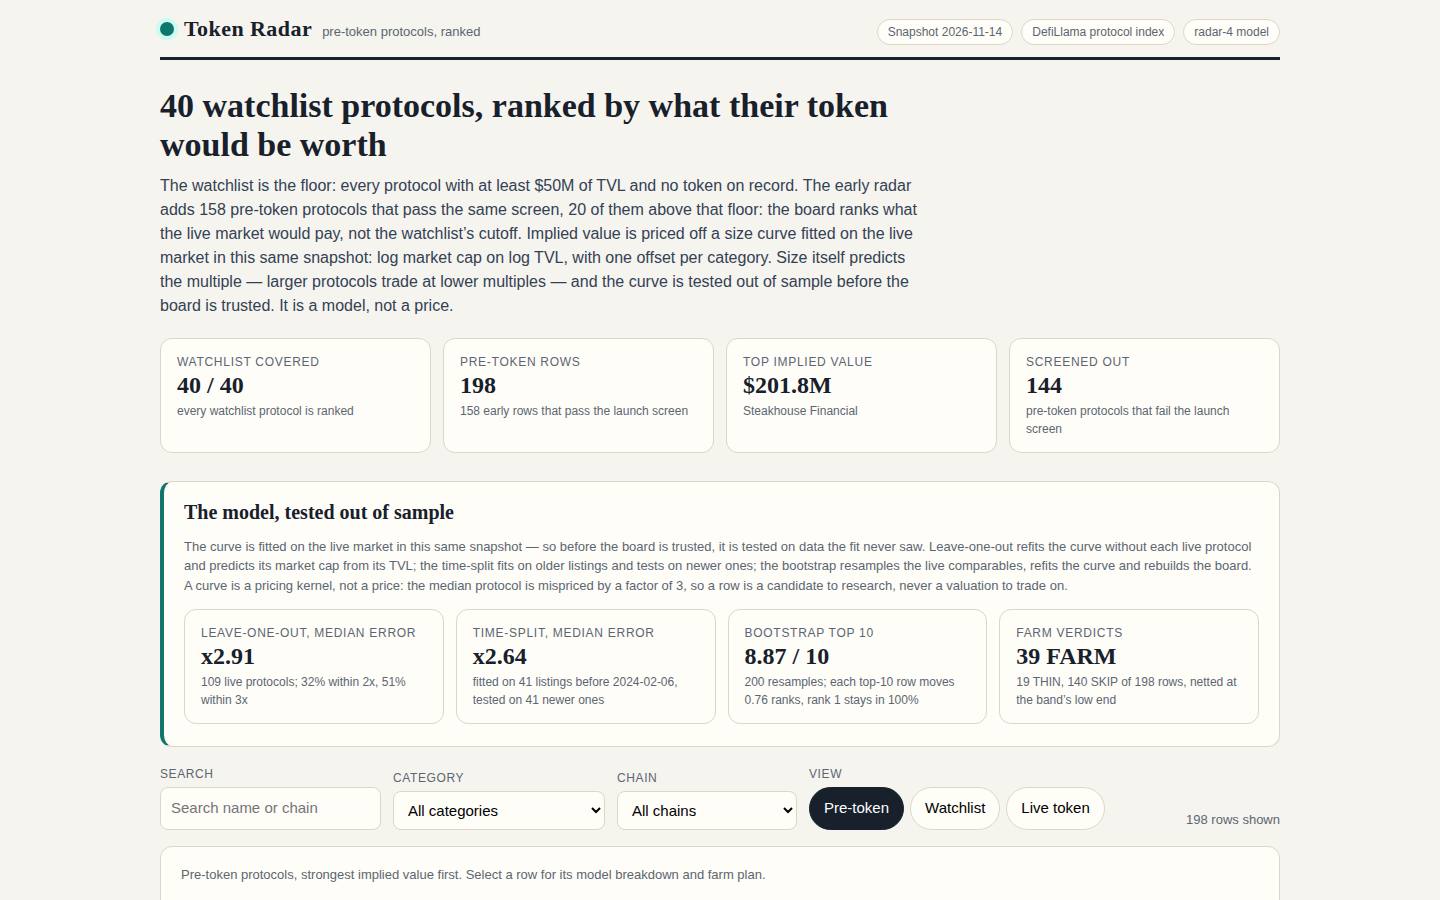 Token Radar pre-token protocols, ranked
Snapshot 2026-11-14
DefiLlama protocol index
radar-4 model
40 watchlist protocols, ranked by what their token
would be worth
The watchlist is the floor: every protocol with at least $50M of TVL and no token on record. The early radar
adds 158 pre-token protocols that pass the same screen, 20 of them above that floor: the board ranks what
the live market would pay, not the watchlist’s cutoff. Implied value is priced off a size curve fitted on the live
market in this same snapshot: log market cap on log TVL, with one offset per category. Size itself predicts
the multiple — larger protocols trade at lower multiples — and the curve is tested out of sample before the
board is trusted. It is a model, not a price.
WATCHLIST COVERED
40 / 40
every watchlist protocol is ranked
PRE-TOKEN ROWS
198
158 early rows that pass the launch screen
TOP IMPLIED VALUE
$201.8M
Steakhouse Financial
SCREENED OUT
144
pre-token protocols that fail the launch
screen
The model, tested out of sample
The curve is fitted on the live market in this same snapshot — so before the board is trusted, it is tested on data the fit never saw. Leave-one-out refits the curve without each live protocol
and predicts its market cap from its TVL; the time-split fits on older listings and tests on newer ones; the bootstrap resamples the live comparables, refits the curve and rebuilds the board.
A curve is a pricing kernel, not a price: the median protocol is mispriced by a factor of 3, so a row is a candidate to research, never a valuation to trade on.
LEAVE-ONE-OUT, MEDIAN ERROR
x2.91
109 live protocols; 32% within 2x, 51%
within 3x
TIME-SPLIT, MEDIAN ERROR
x2.64
fitted on 41 listings before 2024-02-06,
tested on 41 newer ones
BOOTSTRAP TOP 10
8.87 / 10
200 resamples; each top-10 row moves
0.76 ranks, rank 1 stays in 100%
FARM VERDICTS
39 FARM
19 THIN, 140 SKIP of 198 rows, netted at
the band’s low end
SEARCH
Search name or chain
CATEGORY
All categories
CHAIN
All chains
VIEW
Pre-token
Watchlist
Live token
198 rows shown
Pre-token protocols, strongest implied value first. Select a row for its model breakdown and farm plan.